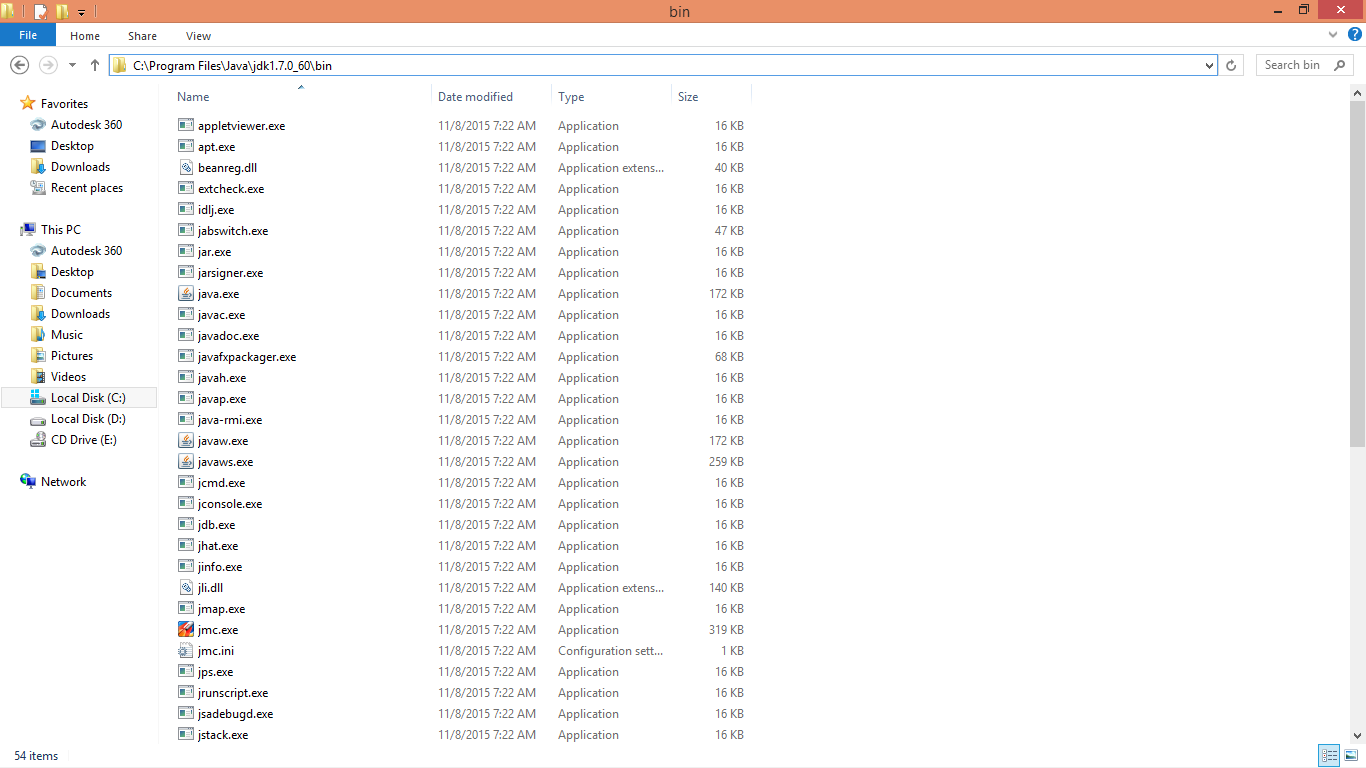 bin
File Home Share View
C:\Program Files\Java\jdk1.7.0_60\bin
Search bin
Favorites
Autodesk 360
Desktop
Downloads
Recent places
This PC
Autodesk 360
Desktop
Documents
Downloads
Music
Pictures
Videos
Local Disk (C:)
Local Disk (D:)
CD Drive (E:)
Network
Name Date modified Type Size
appletviewer.exe 11/8/2015 7:22 AM Application 16 KB
apt.exe 11/8/2015 7:22 AM Application 16 KB
beanreg.dll 11/8/2015 7:22 AM Application extens... 40 KB
extcheck.exe 11/8/2015 7:22 AM Application 16 KB
idlj.exe 11/8/2015 7:22 AM Application 16 KB
jabswitch.exe 11/8/2015 7:22 AM Application 47 KB
jar.exe 11/8/2015 7:22 AM Application 16 KB
jarsigner.exe 11/8/2015 7:22 AM Application 16 KB
java.exe 11/8/2015 7:22 AM Application 172 KB
javac.exe 11/8/2015 7:22 AM Application 16 KB
javadoc.exe 11/8/2015 7:22 AM Application 16 KB
javafxpackager.exe 11/8/2015 7:22 AM Application 68 KB
javah.exe 11/8/2015 7:22 AM Application 16 KB
javap.exe 11/8/2015 7:22 AM Application 16 KB
java-rmi.exe 11/8/2015 7:22 AM Application 16 KB
javaw.exe 11/8/2015 7:22 AM Application 172 KB
javaws.exe 11/8/2015 7:22 AM Application 259 KB
jcmd.exe 11/8/2015 7:22 AM Application 16 KB
jconsole.exe 11/8/2015 7:22 AM Application 16 KB
jdb.exe 11/8/2015 7:22 AM Application 16 KB
jhat.exe 11/8/2015 7:22 AM Application 16 KB
jinfo.exe 11/8/2015 7:22 AM Application 16 KB
jli.dll 11/8/2015 7:22 AM Application extens... 140 KB
jmap.exe 11/8/2015 7:22 AM Application 16 KB
jmc.exe 11/8/2015 7:22 AM Application 319 KB
jmc.ini 11/8/2015 7:22 AM Configuration sett... 1 KB
jps.exe 11/8/2015 7:22 AM Application 16 KB
jrunscript.exe 11/8/2015 7:22 AM Application 16 KB
jsadebugd.exe 11/8/2015 7:22 AM Application 16 KB
jstack.exe 11/8/2015 7:22 AM Application 16 KB
54 items